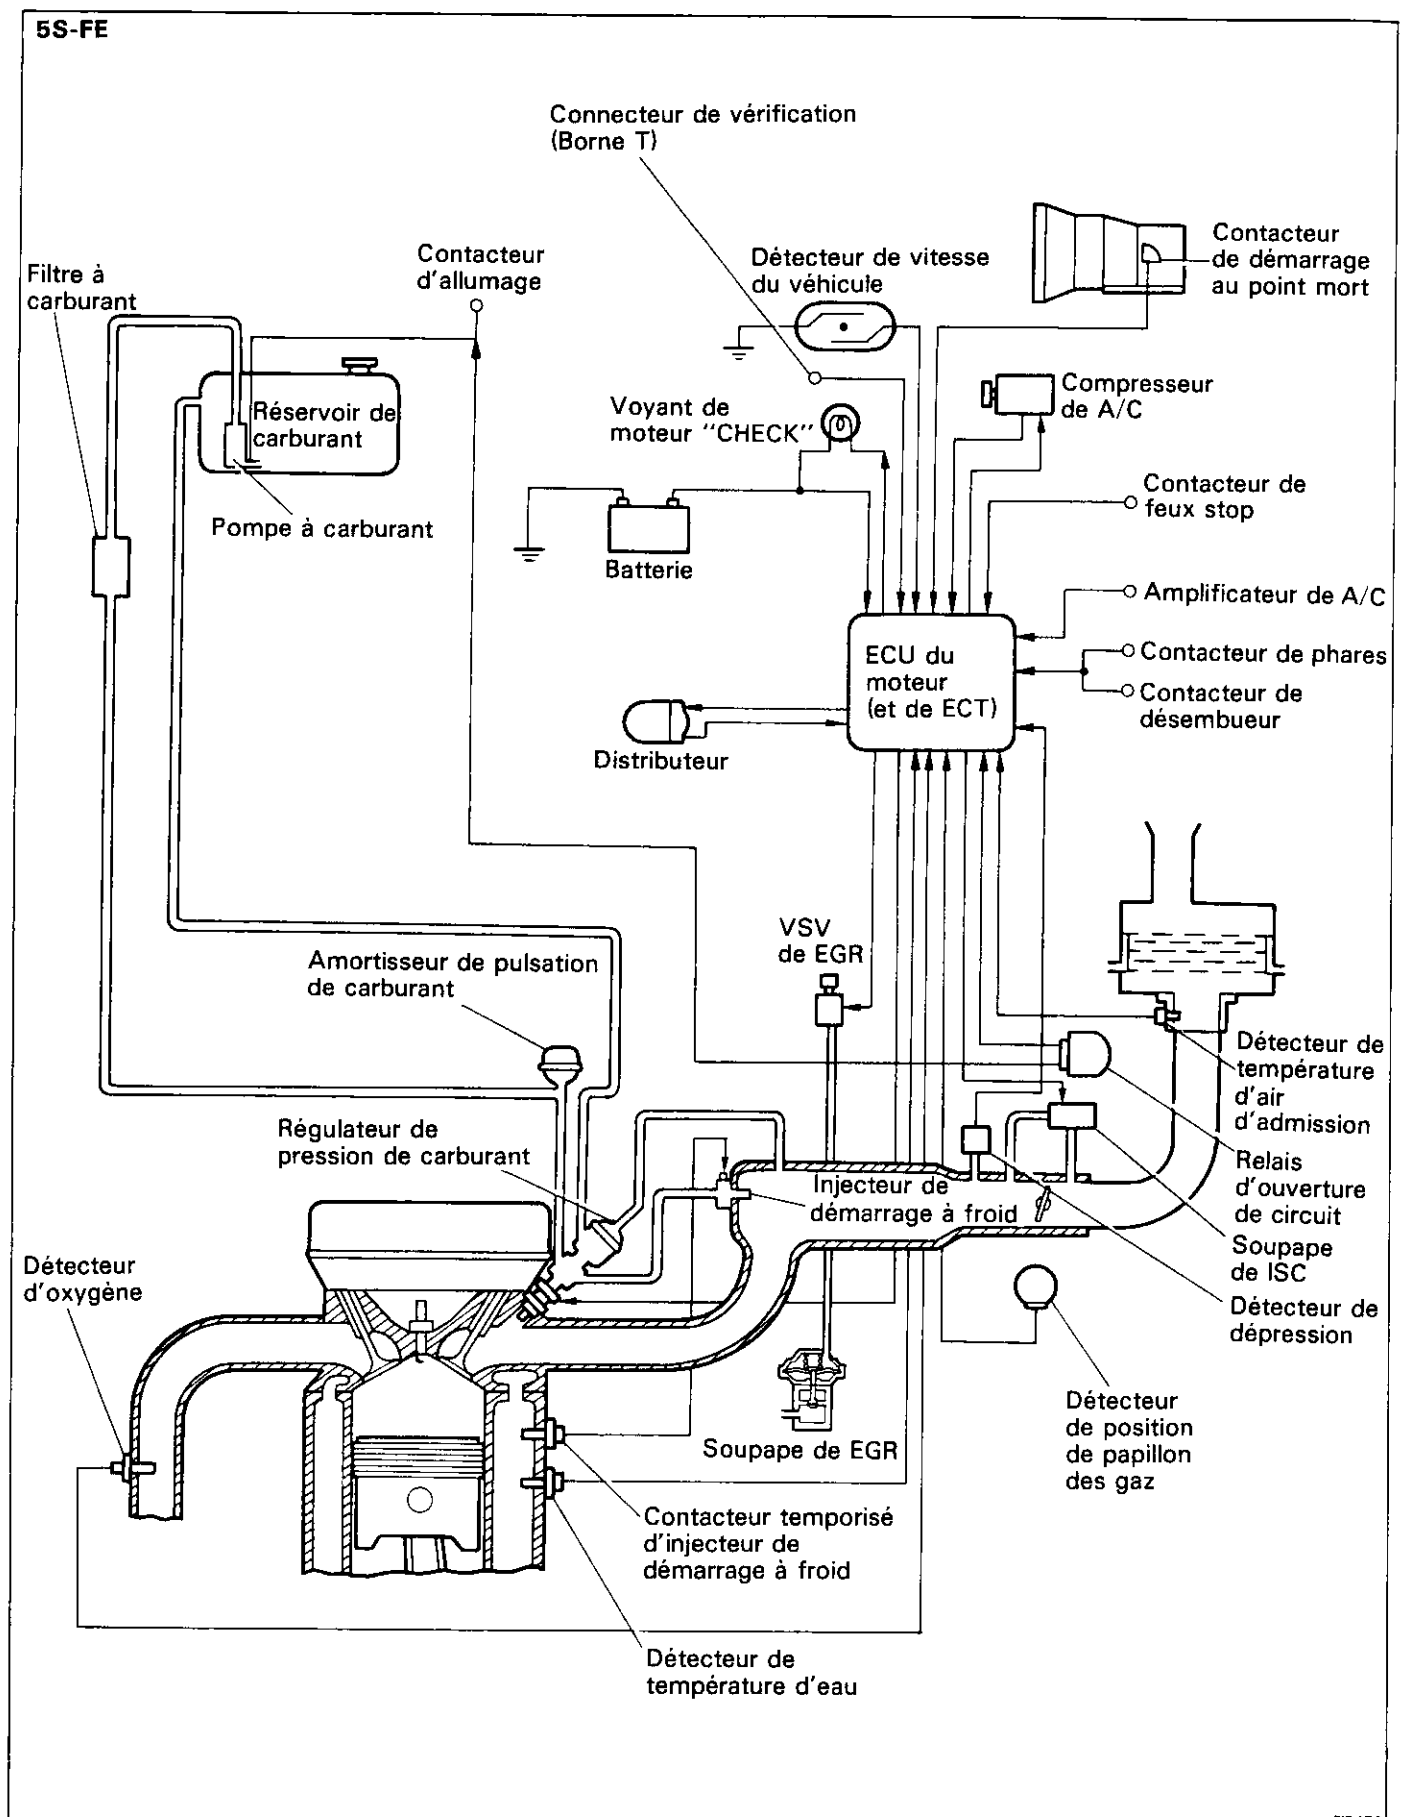 5S-FE
Connecteur de vérification
(Borne T)
Contacteur
de démarrage
au point mort
Contacteur
d'allumage
Détecteur de vitesse
du véhicule
Filtre à
carburant
Réservoir de
carburant
Voyant de
moteur "CHECK"
Compresseur
de A/C
Pompe à carburant
Contacteur de
feux stop
Batterie
Amplificateur de A/C
ECU du
moteur
(et de ECT)
Contacteur de phares
Contacteur de
désembueur
Distributeur
VSV
de EGR
Amortisseur de pulsation
de carburant
Détecteur de
température
d'air
d'admission
Régulateur de
pression de carburant
Relais
d'ouverture
de circuit
Injecteur de
démarrage à froid
Soupape
de ISC
Détecteur
d'oxygène
Détecteur de
dépression
Détecteur
de position
de papillon
des gaz
Soupape de EGR
Contacteur temporisé
d'injecteur de
démarrage à froid
Détecteur de
température d'eau